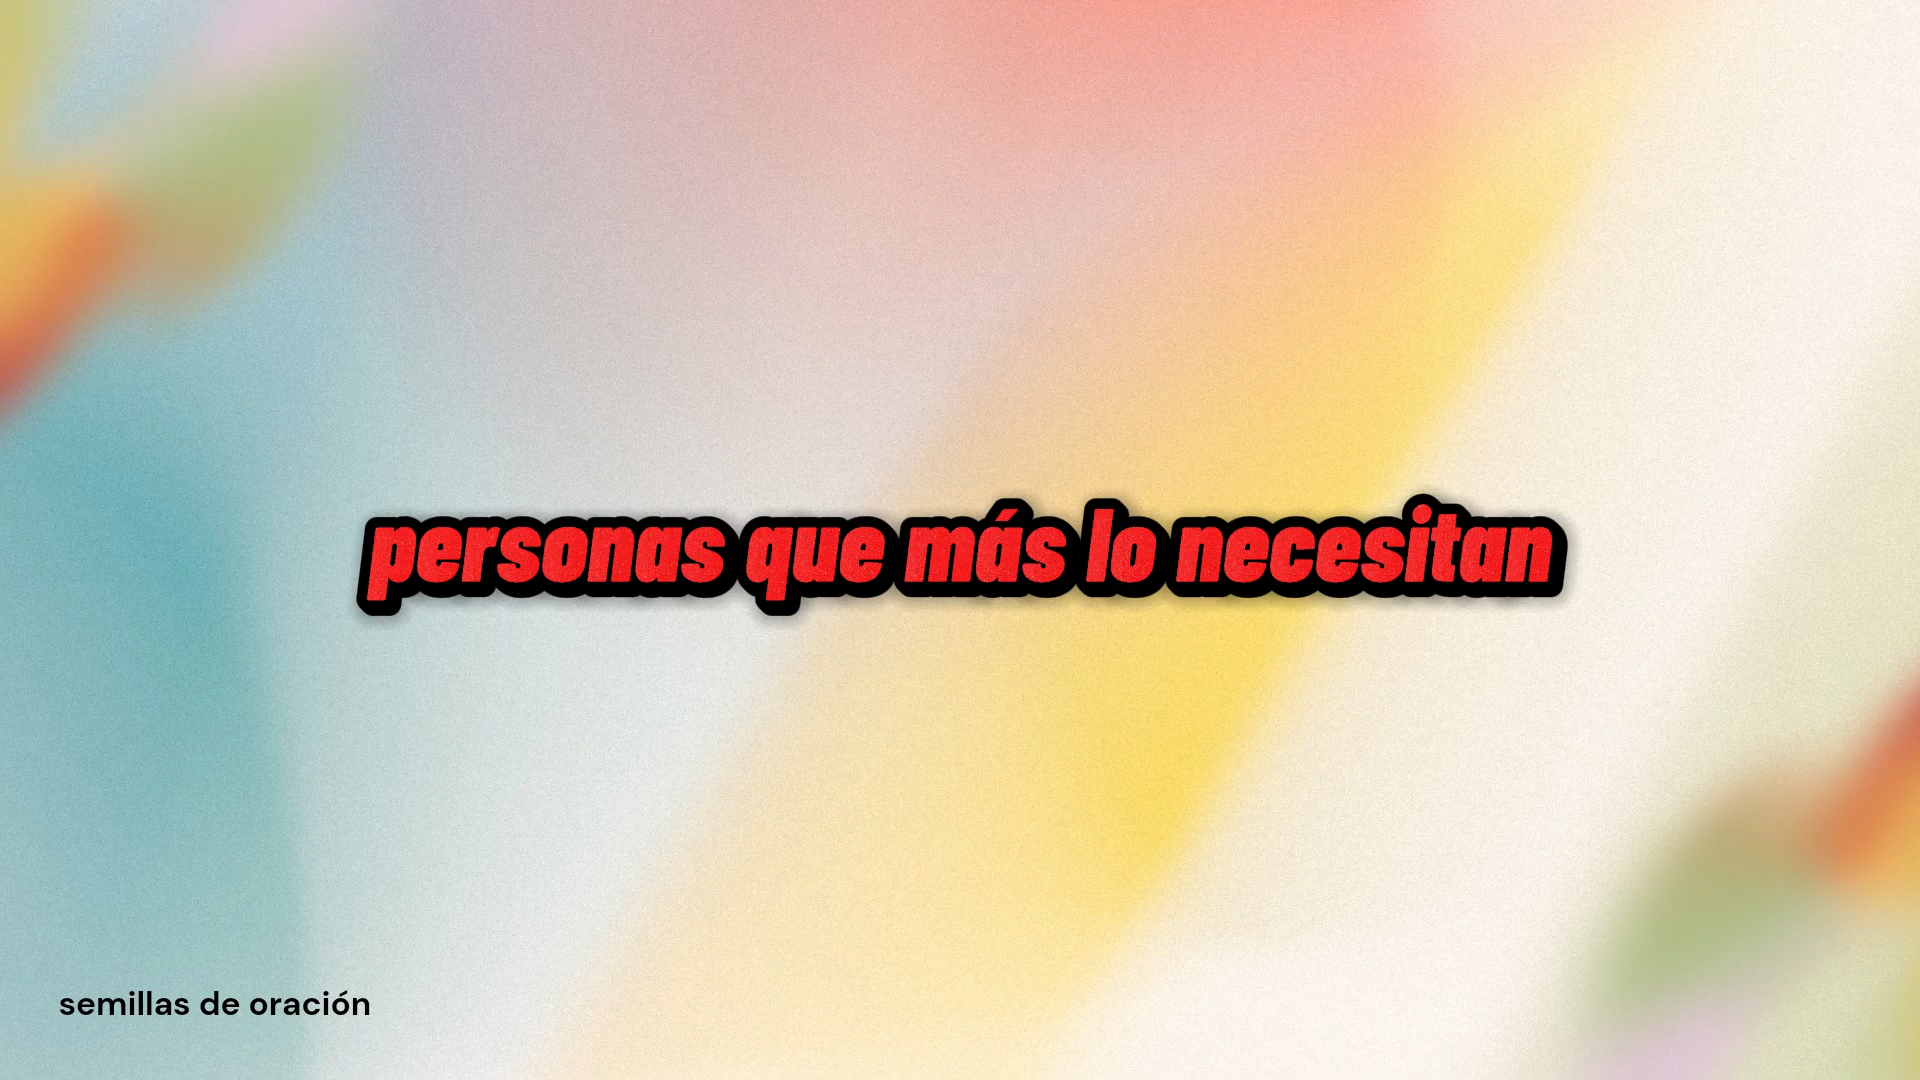 personas que más lo necesitan
semillas de oración